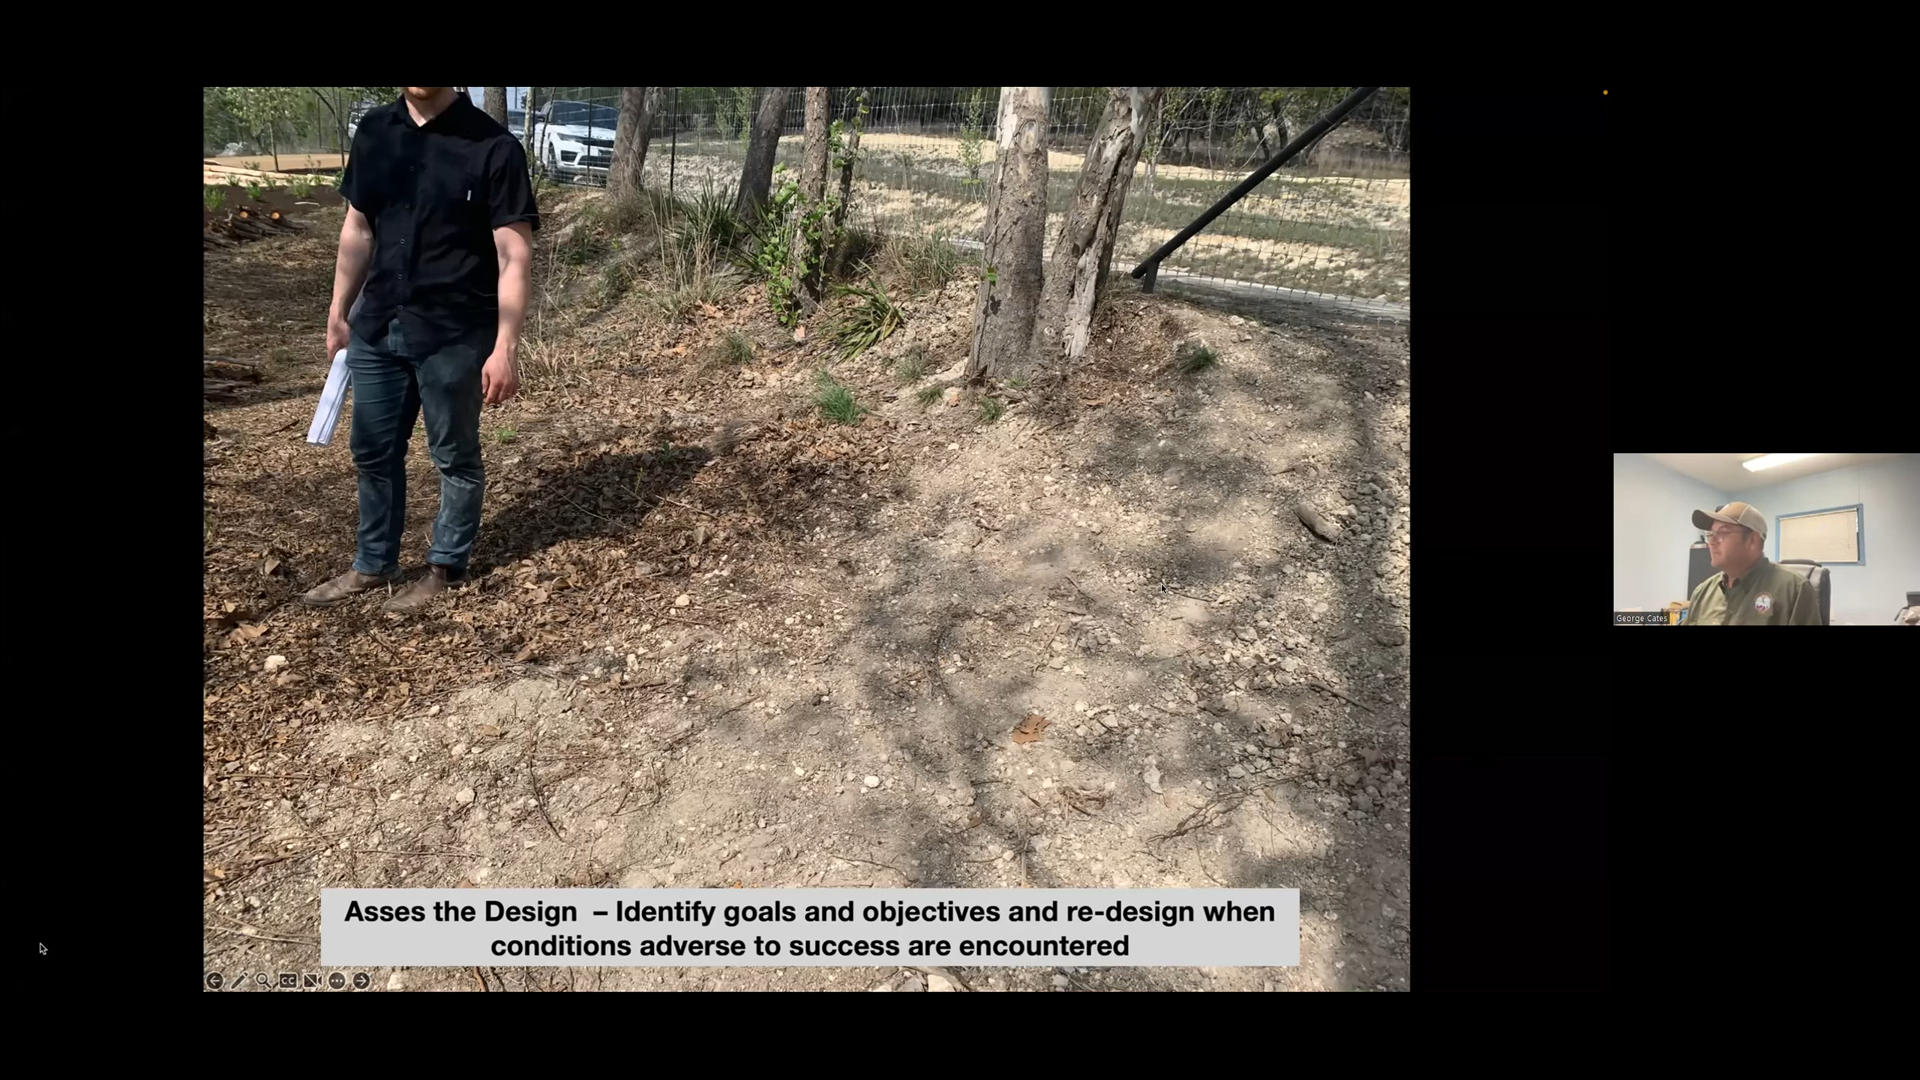 Asses the Design – Identify goals and objectives and re-design when
conditions adverse to success are encountered
George Cates
CC